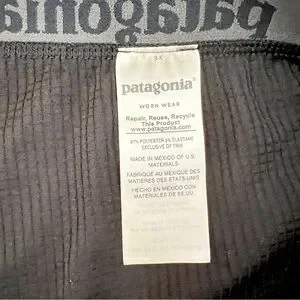 patagonia
patagonia
WORN WEAR
Repair, Reuse, Recycle
This Product
www.patagonia.com
EXCLUSIVE OF TRIM
MADE IN MEXICO OF U.S.
MATERIALS
FABRIQUÉ AU MEXIQUE DES
MATIÈRES DES ÉTATS-UNIS
HECHO EN MÉXICO CON
MATERIALES DE EE.UU.